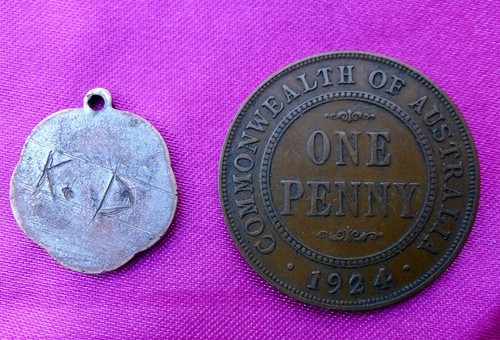 K.D
COMMONWEALTH OF AUSTRALIA
ONE
PENNY
· 1924 ·